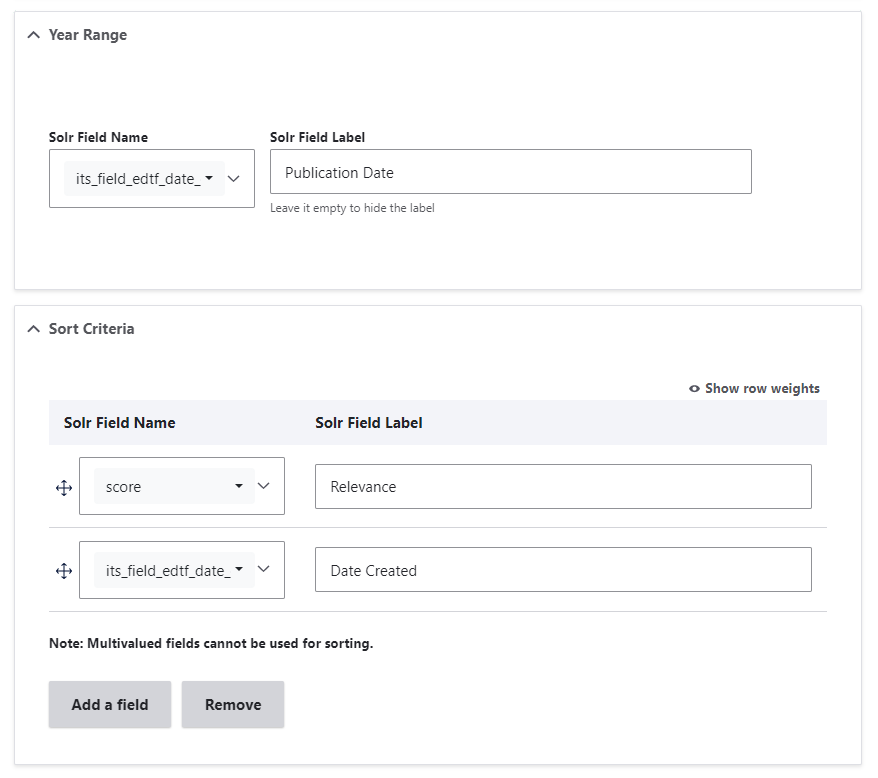 Year Range
Solr Field Name Solr Field Label
its_field_edtf_date_ Publication Date
Leave it empty to hide the label
Sort Criteria
Show row weights
Solr Field Name Solr Field Label
score Relevance
its_field_edtf_date_ Date Created
Note: Multivalued fields cannot be used for sorting.
Add a field Remove